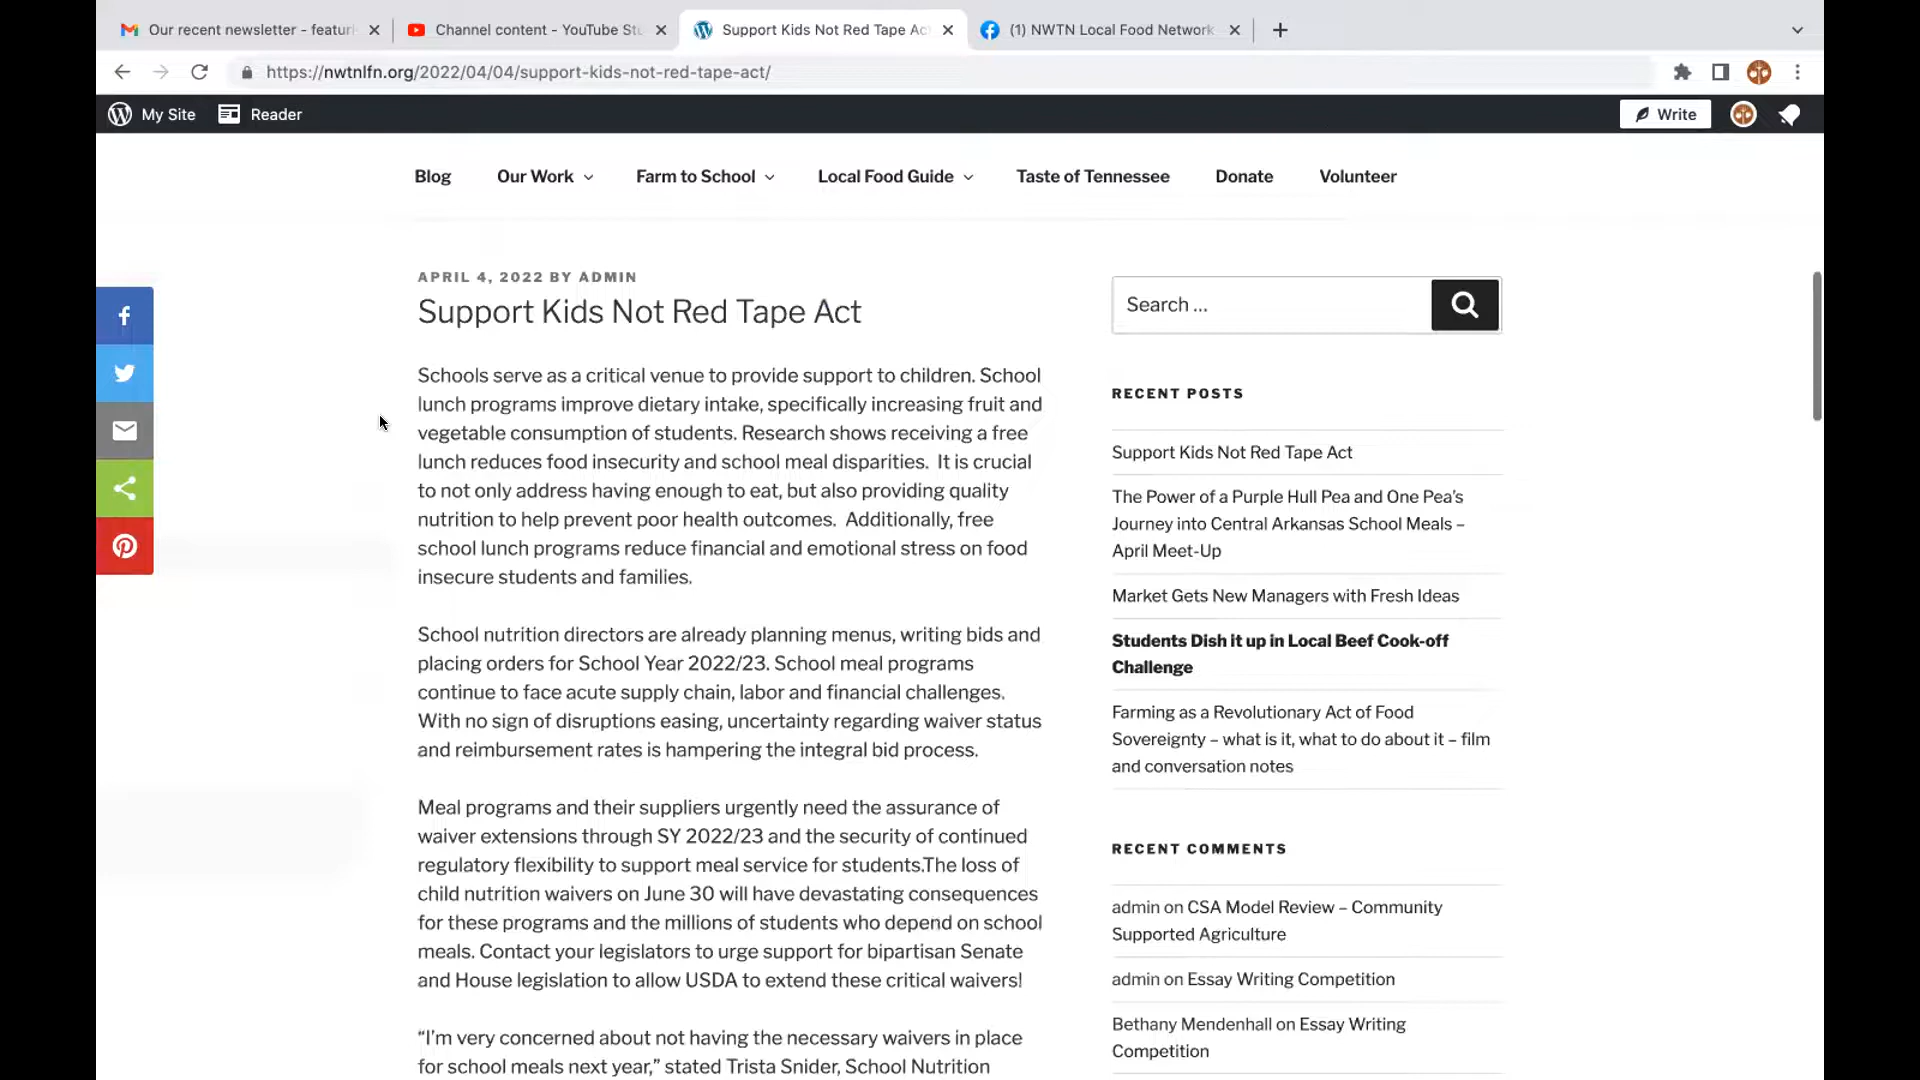 Our recent newsletter - featuri
Channel content - YouTube Stu
Support Kids Not Red Tape Ac
(1) NWTN Local Food Network
https://nwtnlfn.org/2022/04/04/support-kids-not-red-tape-act/
My Site
Reader
Write
Blog
Our Work
Farm to School
Local Food Guide
Taste of Tennessee
Donate
Volunteer
APRIL 4, 2022 BY ADMIN
Support Kids Not Red Tape Act
Schools serve as a critical venue to provide support to children. School
lunch programs improve dietary intake, specifically increasing fruit and
vegetable consumption of students. Research shows receiving a free
lunch reduces food insecurity and school meal disparities.  It is crucial
to not only address having enough to eat, but also providing quality
nutrition to help prevent poor health outcomes.  Additionally, free
school lunch programs reduce financial and emotional stress on food
insecure students and families.
School nutrition directors are already planning menus, writing bids and
placing orders for School Year 2022/23. School meal programs
continue to face acute supply chain, labor and financial challenges.
With no sign of disruptions easing, uncertainty regarding waiver status
and reimbursement rates is hampering the integral bid process.
Meal programs and their suppliers urgently need the assurance of
waiver extensions through SY 2022/23 and the security of continued
regulatory flexibility to support meal service for students.The loss of
child nutrition waivers on June 30 will have devastating consequences
for these programs and the millions of students who depend on school
meals. Contact your legislators to urge support for bipartisan Senate
and House legislation to allow USDA to extend these critical waivers!
“I’m very concerned about not having the necessary waivers in place
for school meals next year,” stated Trista Snider, School Nutrition
Search …
RECENT POSTS
Support Kids Not Red Tape Act
The Power of a Purple Hull Pea and One Pea’s
Journey into Central Arkansas School Meals –
April Meet-Up
Market Gets New Managers with Fresh Ideas
Students Dish it up in Local Beef Cook-off
Challenge
Farming as a Revolutionary Act of Food
Sovereignty – what is it, what to do about it – film
and conversation notes
RECENT COMMENTS
admin on CSA Model Review – Community
Supported Agriculture
admin on Essay Writing Competition
Bethany Mendenhall on Essay Writing
Competition